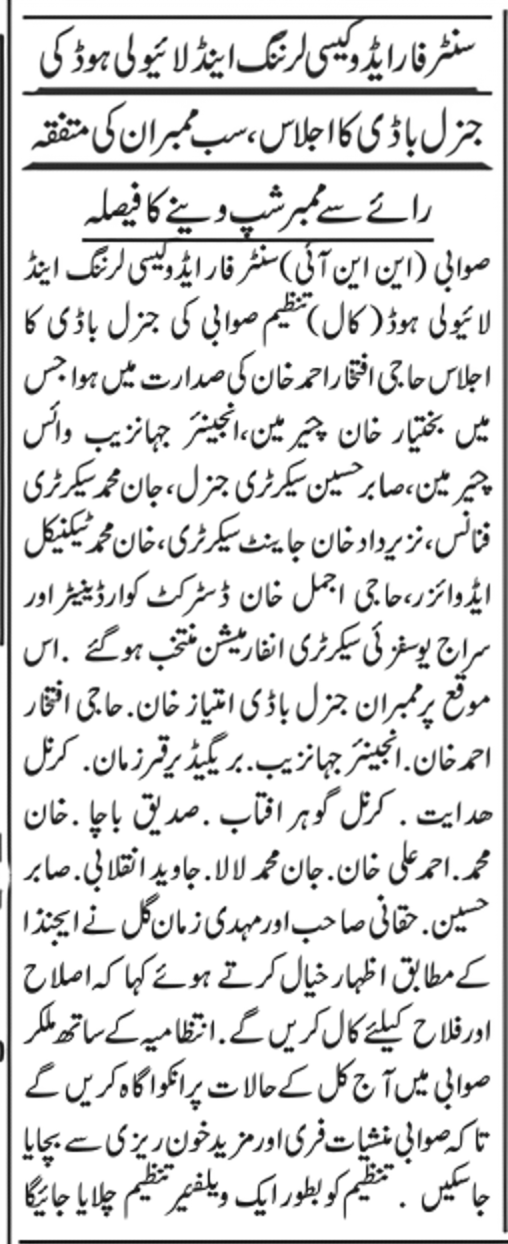 سنٹر فار ایڈوکیسی لرننگ اینڈ لائیولی ہوڈ کی
جنرل باڈی کا اجلاس، سب ممبران کی متفقہ
رائے سے ممبر شپ دینے کا فیصلہ
صوابی (این این آئی) سنٹر فار ایڈوکیسی لرننگ اینڈ
لائیولی ہوڈ (کال) تنظیم صوابی کی جنرل باڈی کا
اجلاس حاجی افتخار احمد خان کی صدارت میں ہوا جس
میں بختیار خان چیئرمین، انجینئر جہانزیب وائس
چیئرمین، صابر حسین سیکرٹری جنرل، جان محمد سیکرٹری
فنانس، نزیرداد خان جاینٹ سیکرٹری، خان محمد ٹیکنیکل
ایڈوائزر، حاجی اجمل خان ڈسٹرکٹ کوارڈینیٹر اور
سراج یوسفزئی سیکرٹری انفارمیشن منتخب ہوگئے . اس
موقع پر ممبران جنرل باڈی امتیاز خان. حاجی افتخار
احمد خان. انجینئر جہانزیب. بریگیڈیر قمرزمان. کرنل
ھدایت . کرنل گوہر افتاب . صدیق باچا . خان
محمد. احمد علی خان. جان محمد لالا. جاوید انقلابی. صابر
حسین. حقانی صاحب اور مہدی زمان گل نے ایجنڈا
کے مطابق اظہار خیال کرتے ہوئے کہا کہ اصلاح
اور فلاح کیلئے کال کریں گے. انتظامیہ کے ساتھ ملکر
صوابی میں آج کل کے حالات پر انکو اگاہ کریں گے
تاکہ صوابی منشیات فری اور مزید خون ریزی سے بچایا
جاسکیں . تنظیم کو بطور ایک ویلفیئر تنظیم چلایا جائیگا